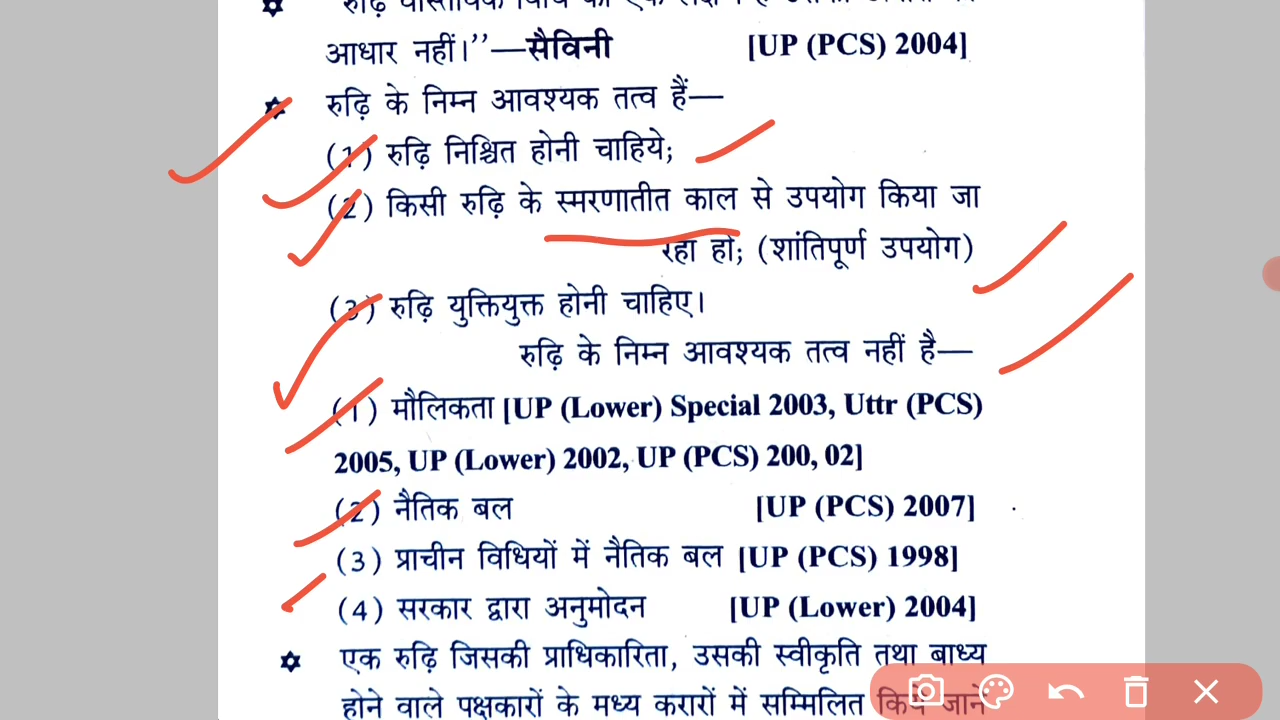 आधार नहीं।’’—सैविनी [UP (PCS) 2004]
रुढ़ि के निम्न आवश्यक तत्व हैं—
(1) रुढ़ि निश्चित होनी चाहिये;
(2) किसी रुढ़ि के स्मरणातीत काल से उपयोग किया जा
रहा हो; (शांतिपूर्ण उपयोग)
(3) रुढ़ि युक्तियुक्त होनी चाहिए।
रुढ़ि के निम्न आवश्यक तत्व नहीं है—
(1) मौलिकता [UP (Lower) Special 2003, Uttr (PCS)
2005, UP (Lower) 2002, UP (PCS) 200, 02]
(2) नैतिक बल [UP (PCS) 2007]
(3) प्राचीन विधियों में नैतिक बल [UP (PCS) 1998]
(4) सरकार द्वारा अनुमोदन [UP (Lower) 2004]
एक रुढ़ि जिसकी प्राधिकारिता, उसकी स्वीकृति तथा बाध्य
होने वाले पक्षकारों के मध्य करारों में सम्मिलित किये जाने